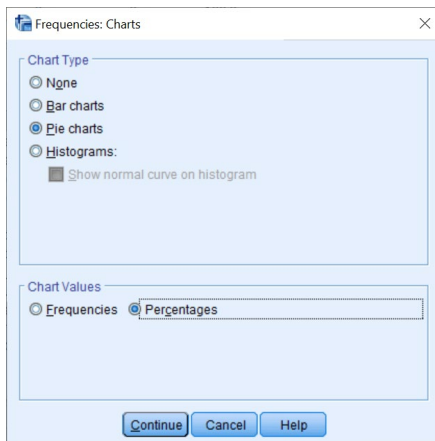 Frequencies: Charts
Chart Type
None
Bar charts
Pie charts
Histograms:
Show normal curve on histogram
Chart Values
Frequencies Percentages
Continue Cancel Help